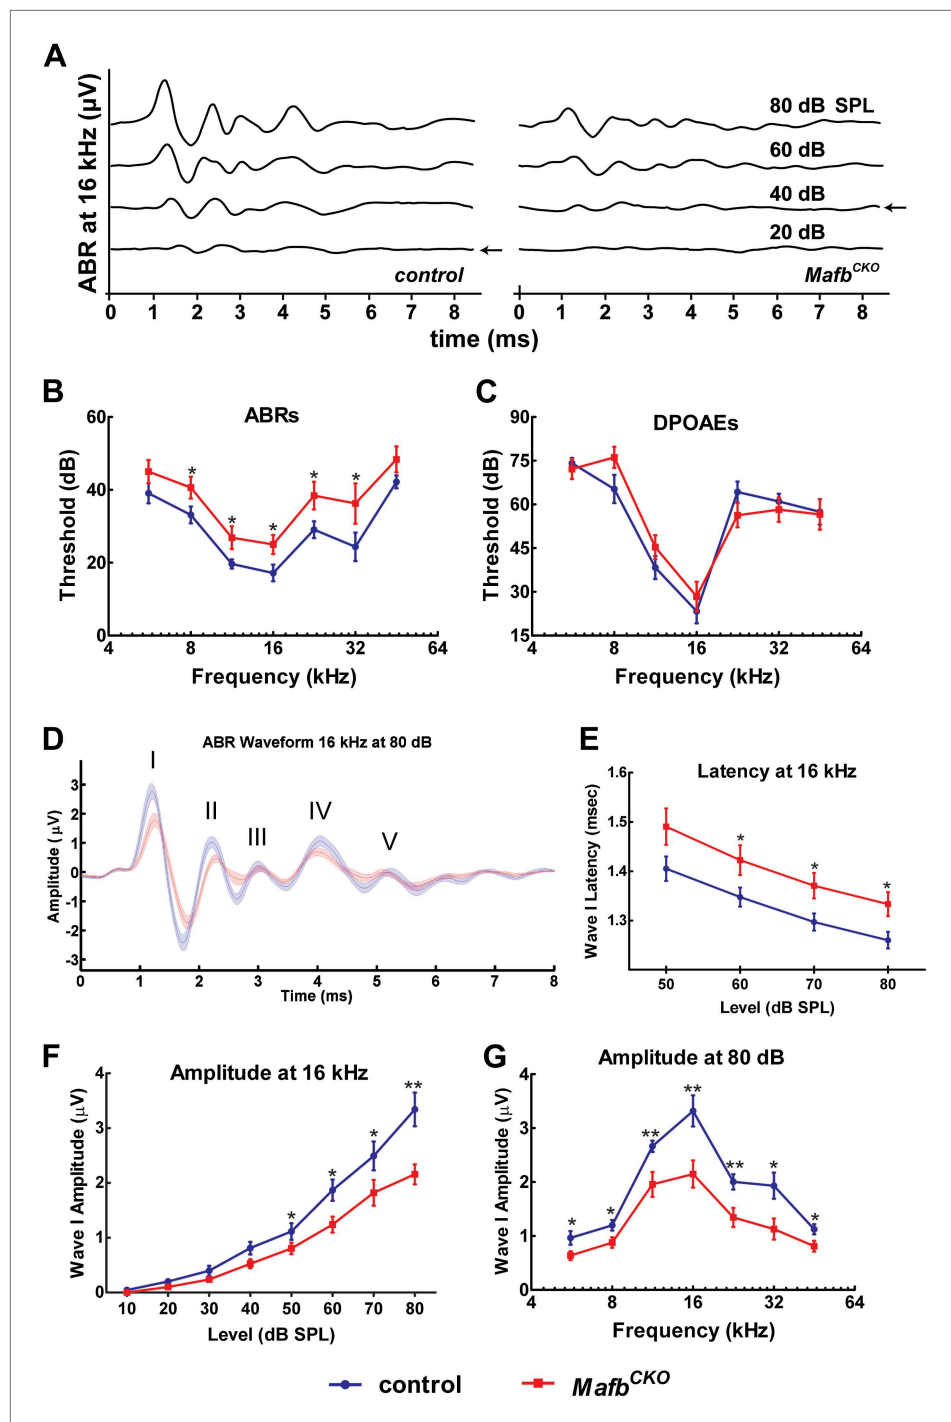 A
ABR at 16 kHz (µV)
80 dB SPL
60 dB
40 dB
20 dB
control
Mafb^CKO
0 1 2 3 4 5 6 7 8
0 1 2 3 4 5 6 7 8
time (ms)
B
ABRs
Threshold (dB)
60
40
20
0
* * * * *
4 8 16 32 64
Frequency (kHz)
C
DPOAEs
Threshold (dB)
90
75
60
45
30
15
4 8 16 32 64
Frequency (kHz)
D
ABR Waveform 16 kHz at 80 dB
Amplitude (µV)
3
2
1
0
-1
-2
-3
I II III IV V
0 1 2 3 4 5 6 7 8
Time (ms)
E
Latency at 16 kHz
Wave I Latency (msec)
1.6
1.5
1.4
1.3
* * *
50 60 70 80
Level (dB SPL)
F
Amplitude at 16 kHz
Wave I Amplitude (µV)
4
3
2
1
0
* * * **
10 20 30 40 50 60 70 80
Level (dB SPL)
G
Amplitude at 80 dB
Wave I Amplitude (µV)
4
3
2
1
0
* * ** ** ** * *
4 8 16 32 64
Frequency (kHz)
control
Mafb^CKO